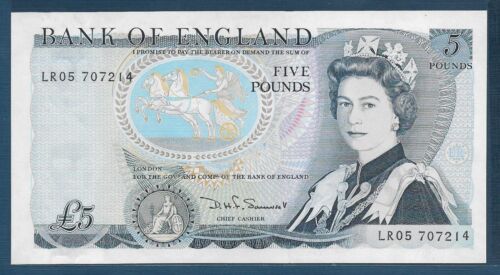 BANK OF ENGLAND
I PROMISE TO PAY THE BEARER ON DEMAND THE SUM OF
5
POUNDS
LR05 707214
FIVE
POUNDS
LONDON
FOR THE GOVR AND COMPA OF THE BANK OF ENGLAND
£5
CHIEF CASHIER
LR05 707214